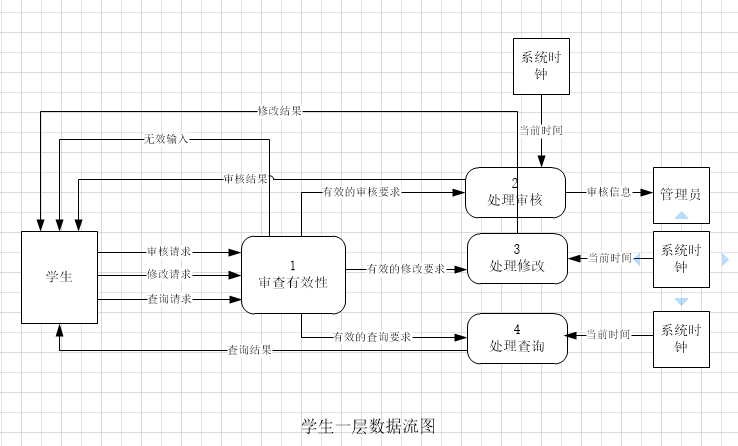 系统时
钟
修改结果
当前时间
无效输入
审核结果
2
处理审核
有效的审核要求
审核信息
管理员
学生
审核请求
修改请求
查询请求
1
审查有效性
有效的修改要求
3
处理修改
当前时间
系统时
钟
有效的查询要求
4
处理查询
当前时间
系统时
钟
查询结果
学生一层数据流图